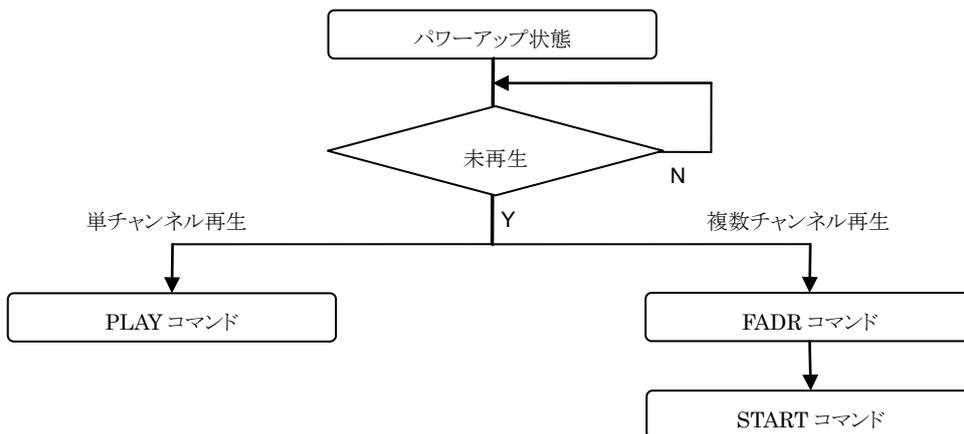 パワーアップ状態
未再生
N
Y
単チャンネル再生
複数チャンネル再生
PLAY コマンド
FADR コマンド
START コマンド